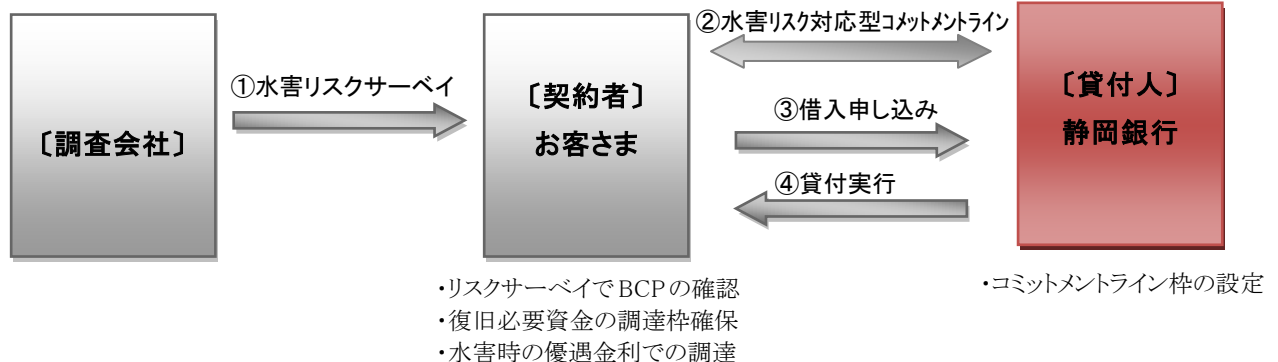 ②水害リスク対応型コメットメントライン
①水害リスクサーベイ
〔調査会社〕
〔契約者〕
お客さま
③借入申し込み
④貸付実行
〔貸付人〕
静岡銀行
・リスクサーベイでBCPの確認
・復旧必要資金の調達枠確保
・水害時の優遇金利での調達
・コミットメントライン枠の設定